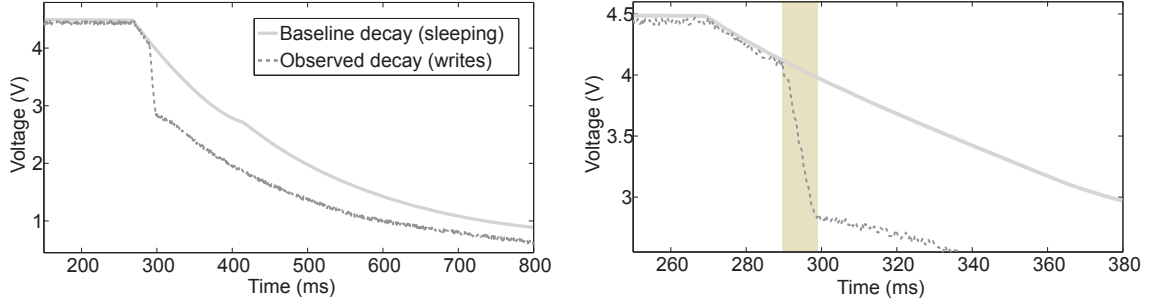 4
3
2
1
Voltage (V)
200 300 400 500 600 700 800
Time (ms)
Baseline decay (sleeping)
Observed decay (writes)
4.5
4
3.5
3
Voltage (V)
260 280 300 320 340 360 380
Time (ms)